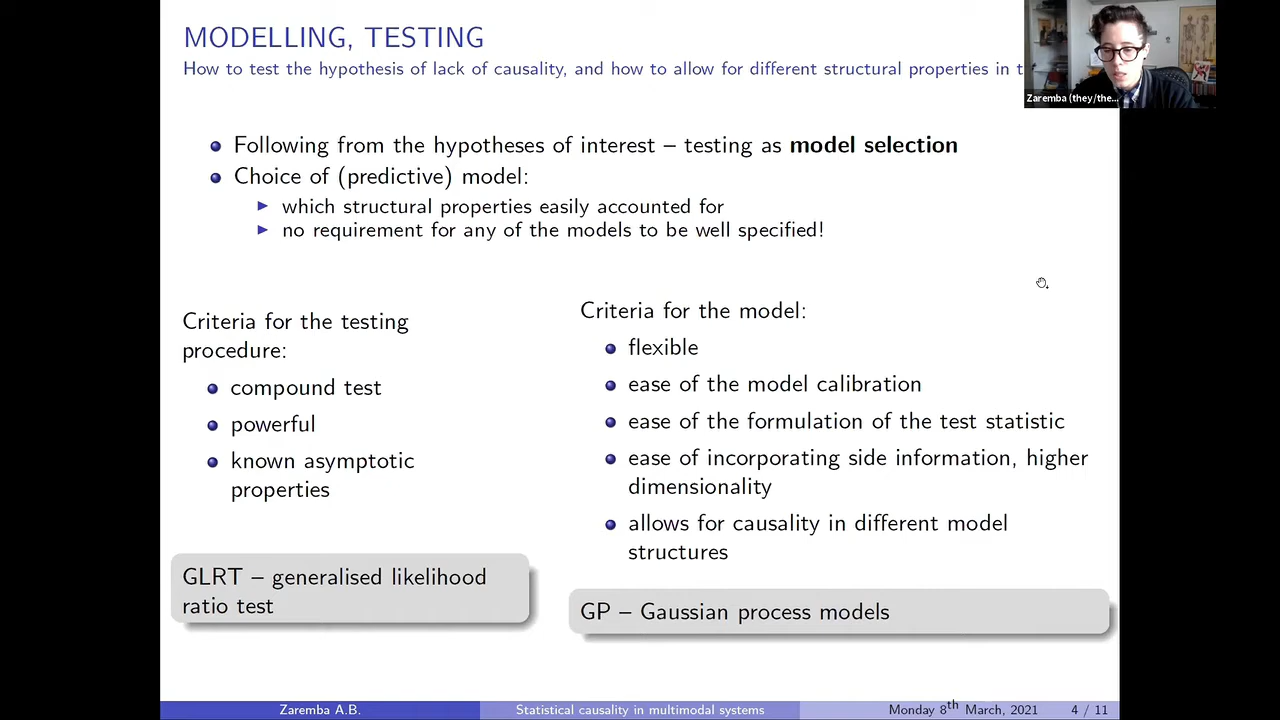 MODELLING, TESTING
How to test the hypothesis of lack of causality, and how to allow for different structural properties in t
Zaremba (they/the...
Following from the hypotheses of interest – testing as model selection
Choice of (predictive) model:
which structural properties easily accounted for
no requirement for any of the models to be well specified!
Criteria for the testing
procedure:
compound test
powerful
known asymptotic
properties
GLRT – generalised likelihood
ratio test
Criteria for the model:
flexible
ease of the model calibration
ease of the formulation of the test statistic
ease of incorporating side information, higher
dimensionality
allows for causality in different model
structures
GP – Gaussian process models
Zaremba A.B.
Statistical causality in multimodal systems
Monday 8th March, 2021
4 / 11